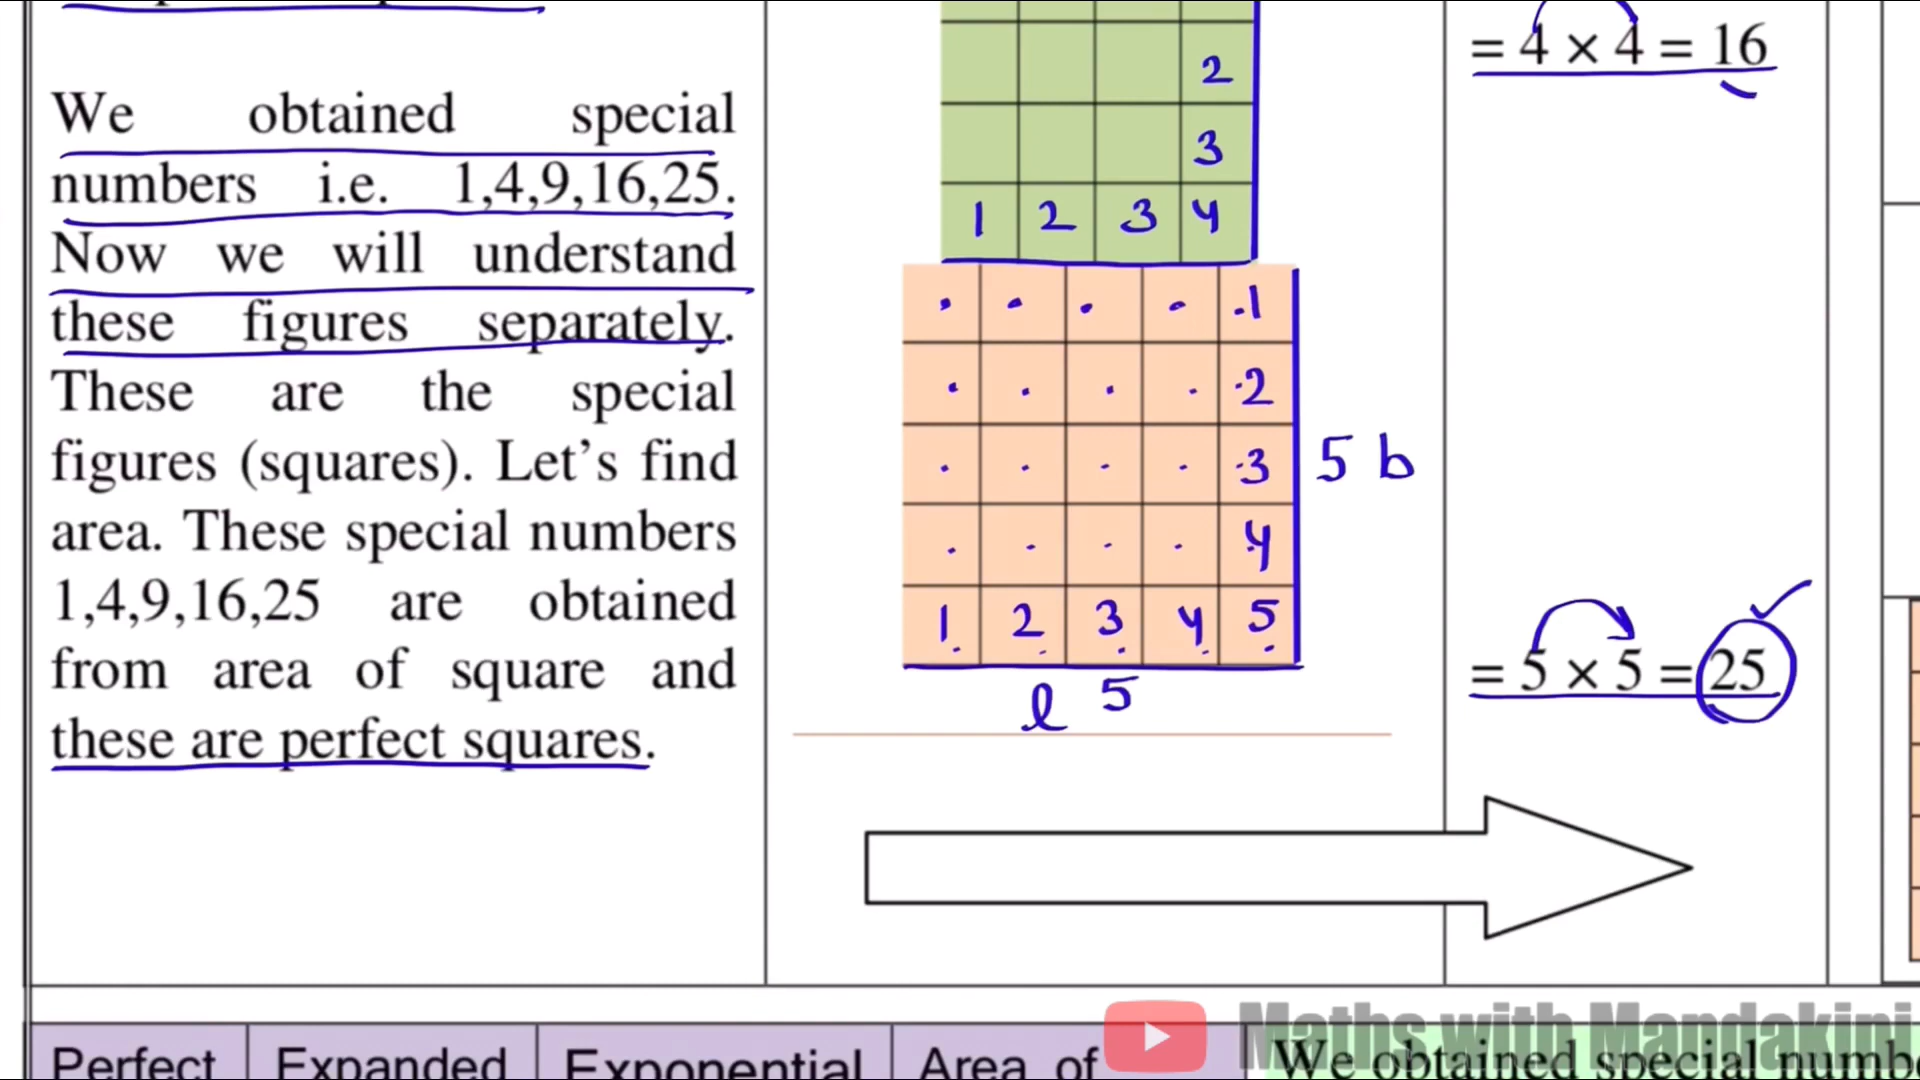 We obtained special
numbers i.e. 1,4,9,16,25.
Now we will understand
these figures separately.
These are the special
figures (squares). Let’s find
area. These special numbers
1,4,9,16,25 are obtained
from area of square and
these are perfect squares.
2
3
1 2 3 4
.1
.2
.3
4
1 2 3 4 5
5 b
l 5
= 4 × 4 = 16
= 5 × 5 = 25
Perfect Expanded Exponential Area of
We obtained special
Maths with Mandakini